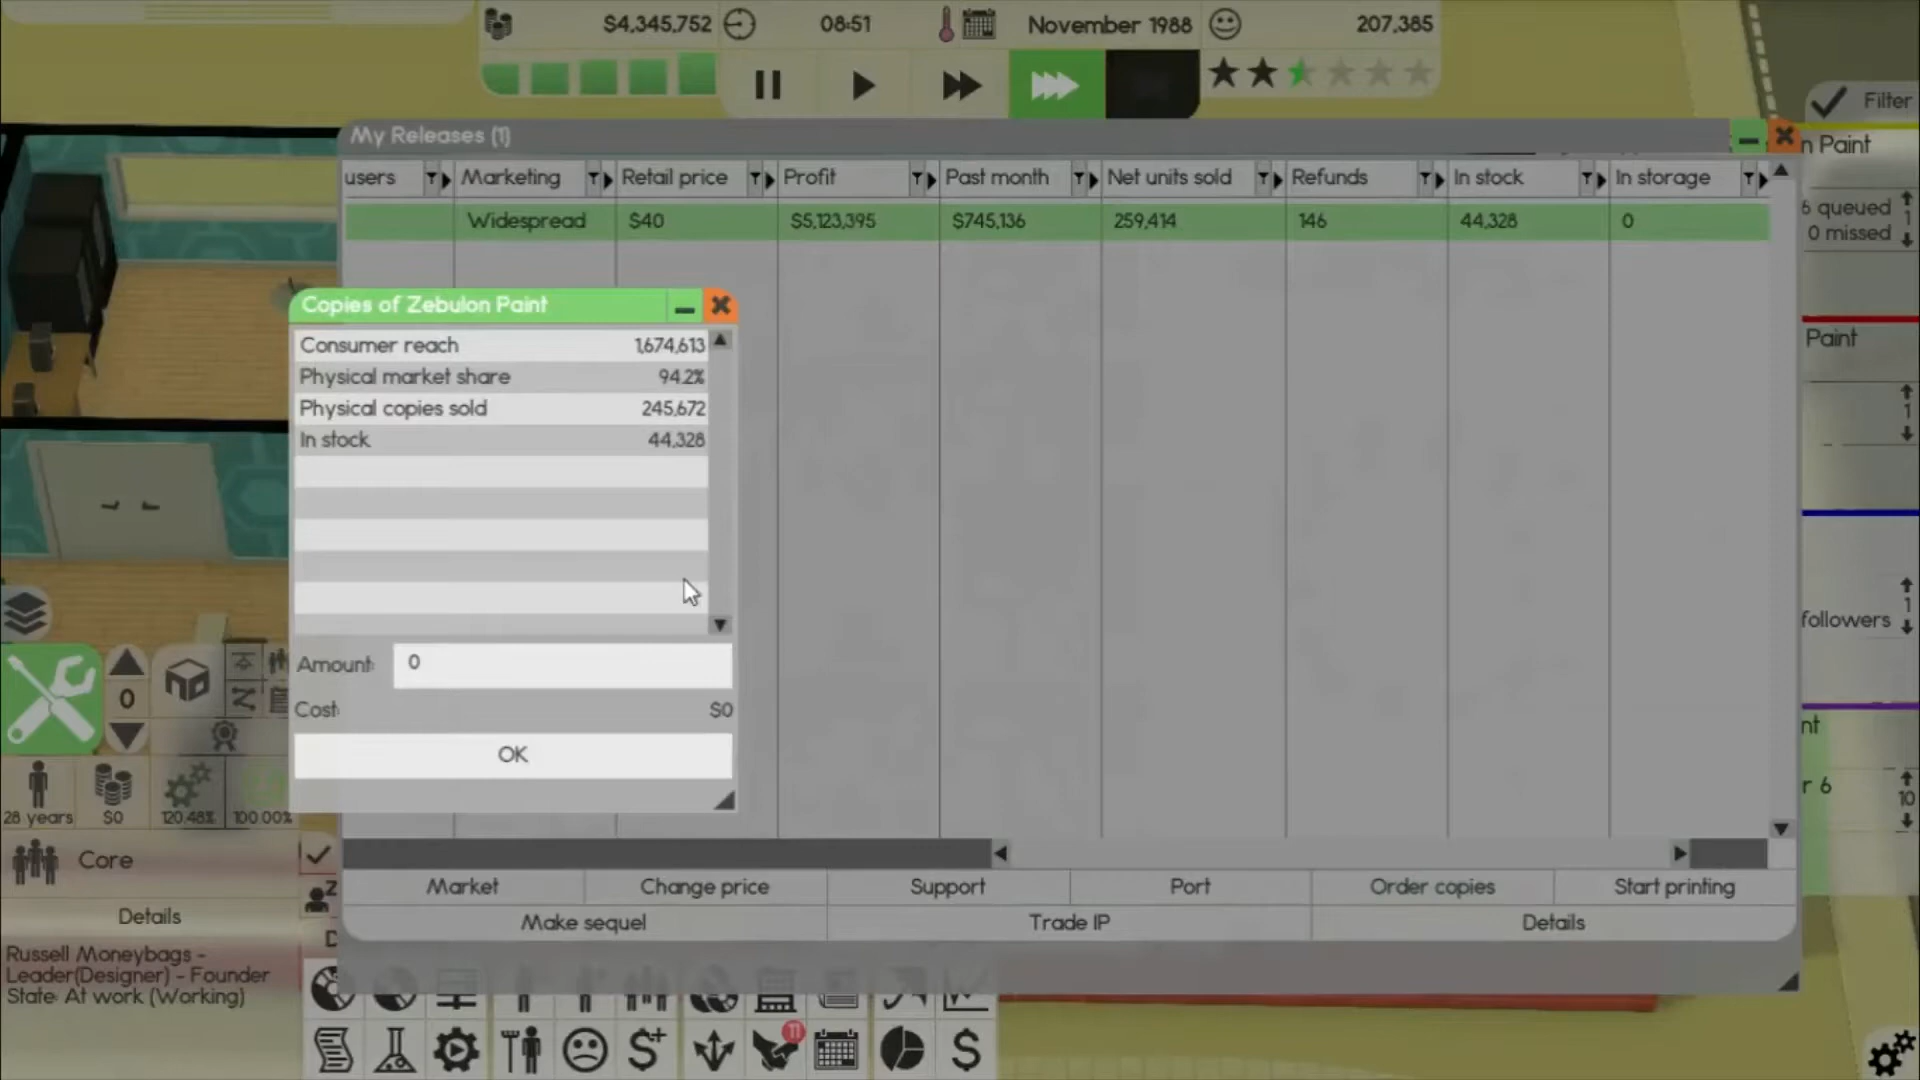 $4,345,752 08:51 November 1988 207,385
Filter
My Releases (1)
n Paint
users Marketing Retail price Profit Past month Net units sold Refunds In stock In storage
Widespread $40 $5,123,395 $745,136 259,414 146 44,328 0
6 queued
1
0 missed
Copies of Zebulon Paint
Consumer reach 1,674,613
Physical market share 94.2%
Physical copies sold 245,672
In stock 44,328
Paint
1
Amount: 0
Cost: $0
OK
1
followers
0
nt
r 6
10
28 years $0 120.48% 100.00%
Core
Details
Russell Moneybags -
Leader(Designer) - Founder
State: At work (Working)
Z
D
Market Change price Support Port Order copies Start printing
Make sequel Trade IP Details
11